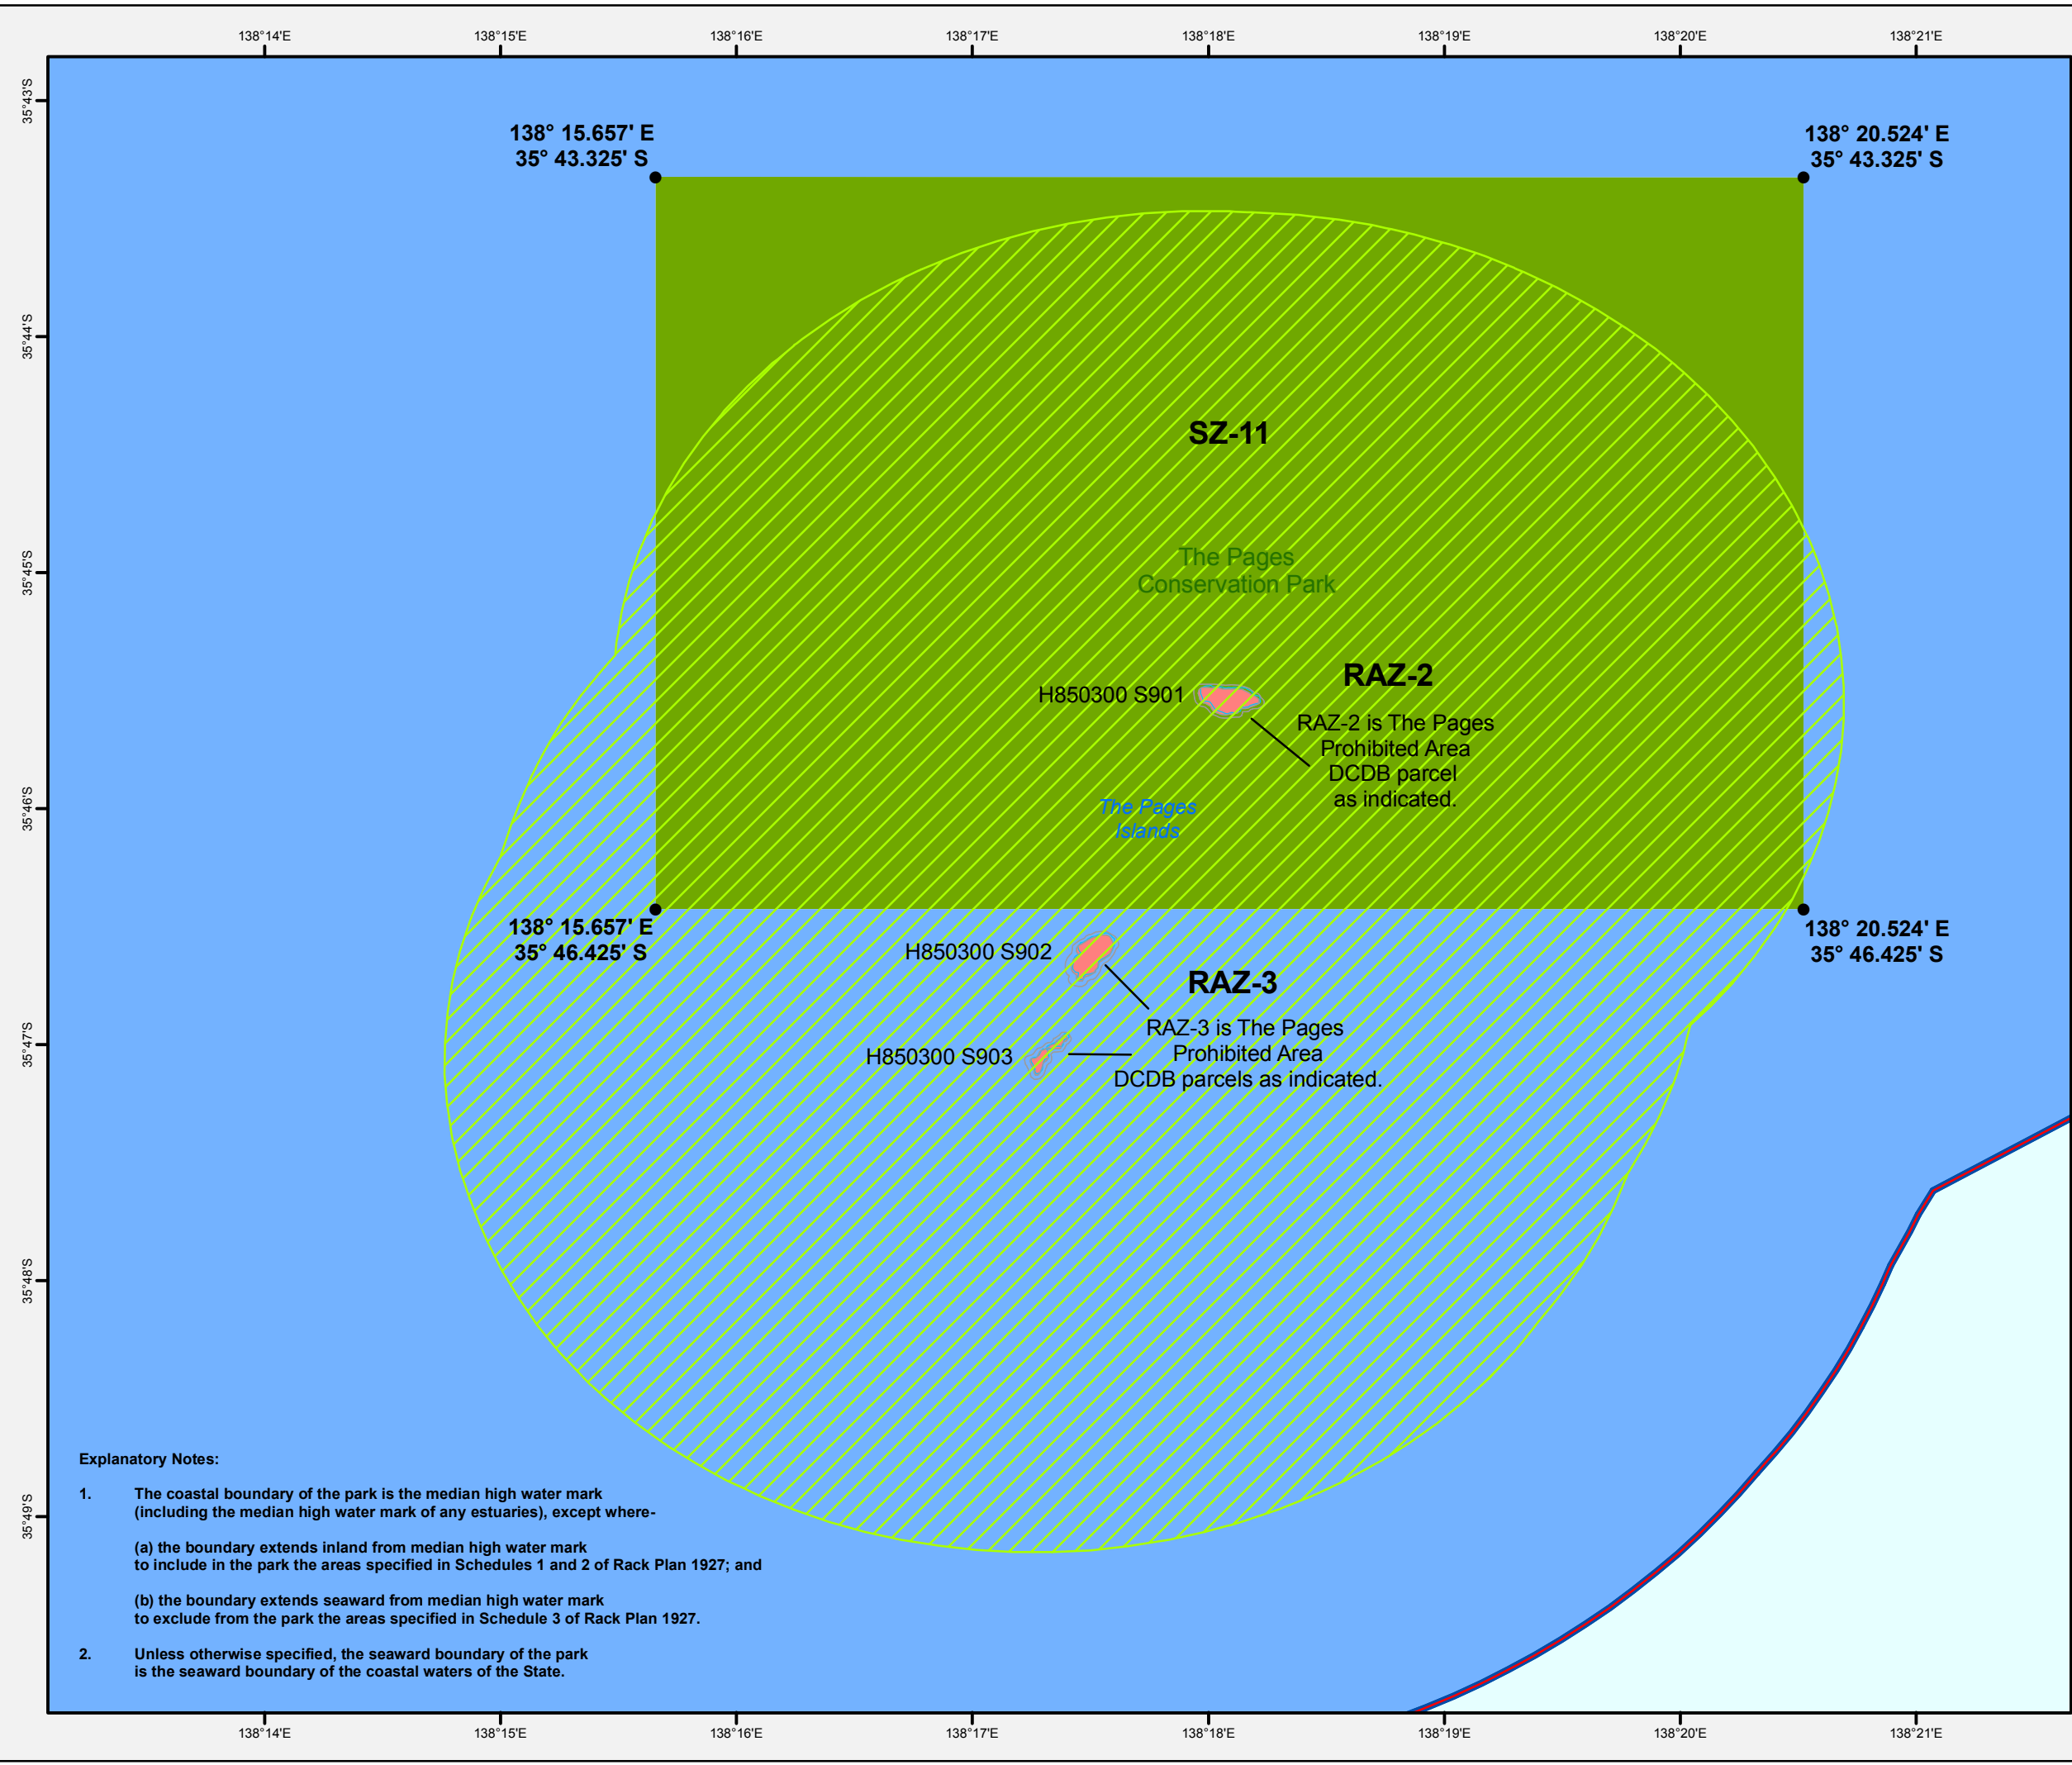 138°14'E
138°15'E
138°16'E
138°17'E
138°18'E
138°19'E
138°20'E
138°21'E
35°43'S
138° 15.657' E
35° 43.325' S
138° 20.524' E
35° 43.325' S
35°44'S
SZ-11
35°45'S
The Pages
Conservation Park
RAZ-2
H850300 S901
RAZ-2 is The Pages
Prohibited Area
DCDB parcel
as indicated.
35°46'S
The Pages
Islands
138° 15.657' E
35° 46.425' S
138° 20.524' E
35° 46.425' S
H850300 S902
RAZ-3
RAZ-3 is The Pages
Prohibited Area
DCDB parcels as indicated.
35°47'S
H850300 S903
35°48'S
35°49'S
Explanatory Notes:
1. The coastal boundary of the park is the median high water mark
(including the median high water mark of any estuaries), except where-
(a) the boundary extends inland from median high water mark
to include in the park the areas specified in Schedules 1 and 2 of Rack Plan 1927; and
(b) the boundary extends seaward from median high water mark
to exclude from the park the areas specified in Schedule 3 of Rack Plan 1927.
2. Unless otherwise specified, the seaward boundary of the park
is the seaward boundary of the coastal waters of the State.
138°14'E
138°15'E
138°16'E
138°17'E
138°18'E
138°19'E
138°20'E
138°21'E